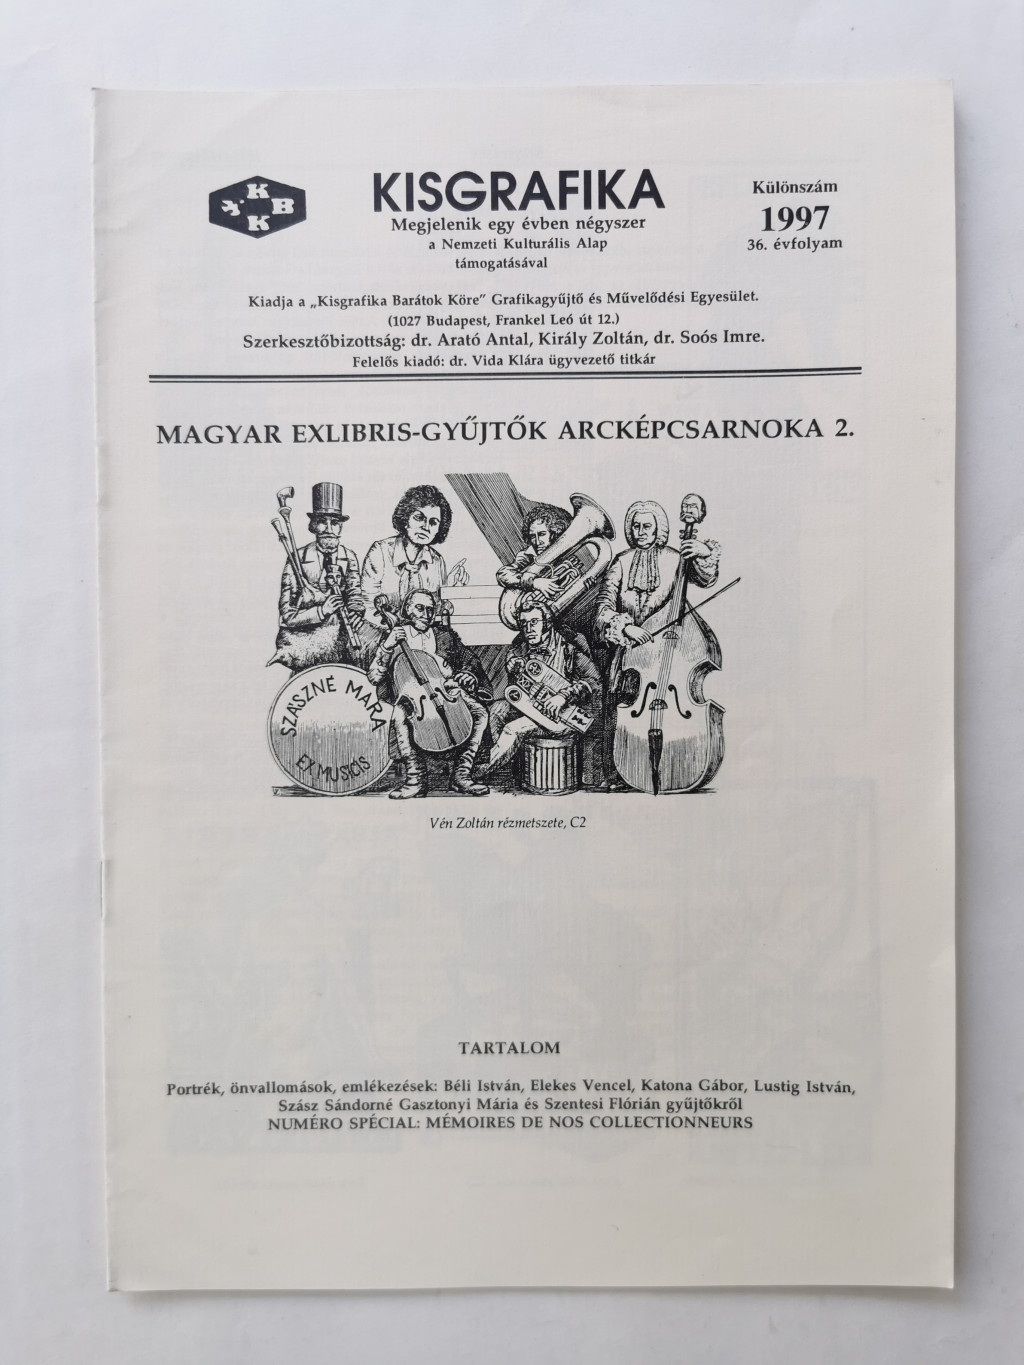 K B K
KISGRAFIKA
Megjelenik egy évben négyszer
a Nemzeti Kulturális Alap
támogatásával
Különszám
1997
36. évfolyam
Kiadja a „Kisgrafika Barátok Köre” Grafikagyűjtő és Művelődési Egyesület.
(1027 Budapest, Frankel Leó út 12.)
Szerkesztőbizottság: dr. Arató Antal, Király Zoltán, dr. Soós Imre.
Felelős kiadó: dr. Vida Klára ügyvezető titkár
MAGYAR EXLIBRIS-GYŰJTŐK ARCKÉPCSARNOKA 2.
SZÁSZNÉ MARA
EX MUSICIS
Vén Zoltán rézmetszete, C2
TARTALOM
Portrék, önvallomások, emlékezések: Béli István, Elekes Vencel, Katona Gábor, Lustig István,
Szász Sándorné Gasztonyi Mária és Szentesi Flórián gyűjtőkről
NUMÉRO SPÉCIAL: MÉMOIRES DE NOS COLLECTIONNEURS